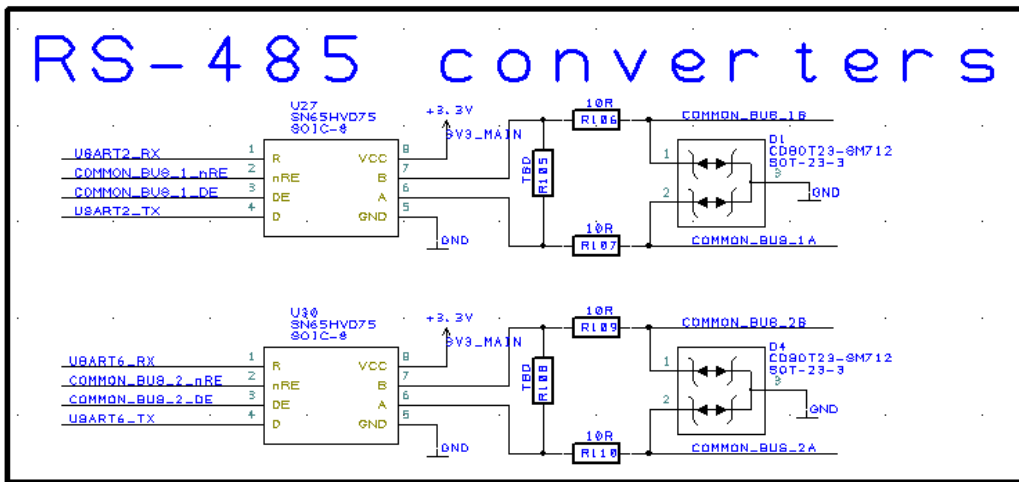 RS-485 converters
U27
SN65HVD75
SOIC-8
+3.3V
3V3_MAIN
10R
R106
COMMON_BUS_1B
D1
CDSOT23-SM712
SOT-23-3
USART2_RX 1 R VCC 8
COMMON_BUS_1_nRE 2 nRE B 7
COMMON_BUS_1_DE 3 DE A 6
USART2_TX 4 D GND 5
TBD
R105
1
2
3
GND
GND
10R
R107
COMMON_BUS_1A
U30
SN65HVD75
SOIC-8
+3.3V
3V3_MAIN
10R
R109
COMMON_BUS_2B
D4
CDSOT23-SM712
SOT-23-3
USART6_RX 1 R VCC 8
COMMON_BUS_2_nRE 2 nRE B 7
COMMON_BUS_2_DE 3 DE A 6
USART6_TX 4 D GND 5
TBD
R108
1
2
3
GND
GND
10R
R110
COMMON_BUS_2A